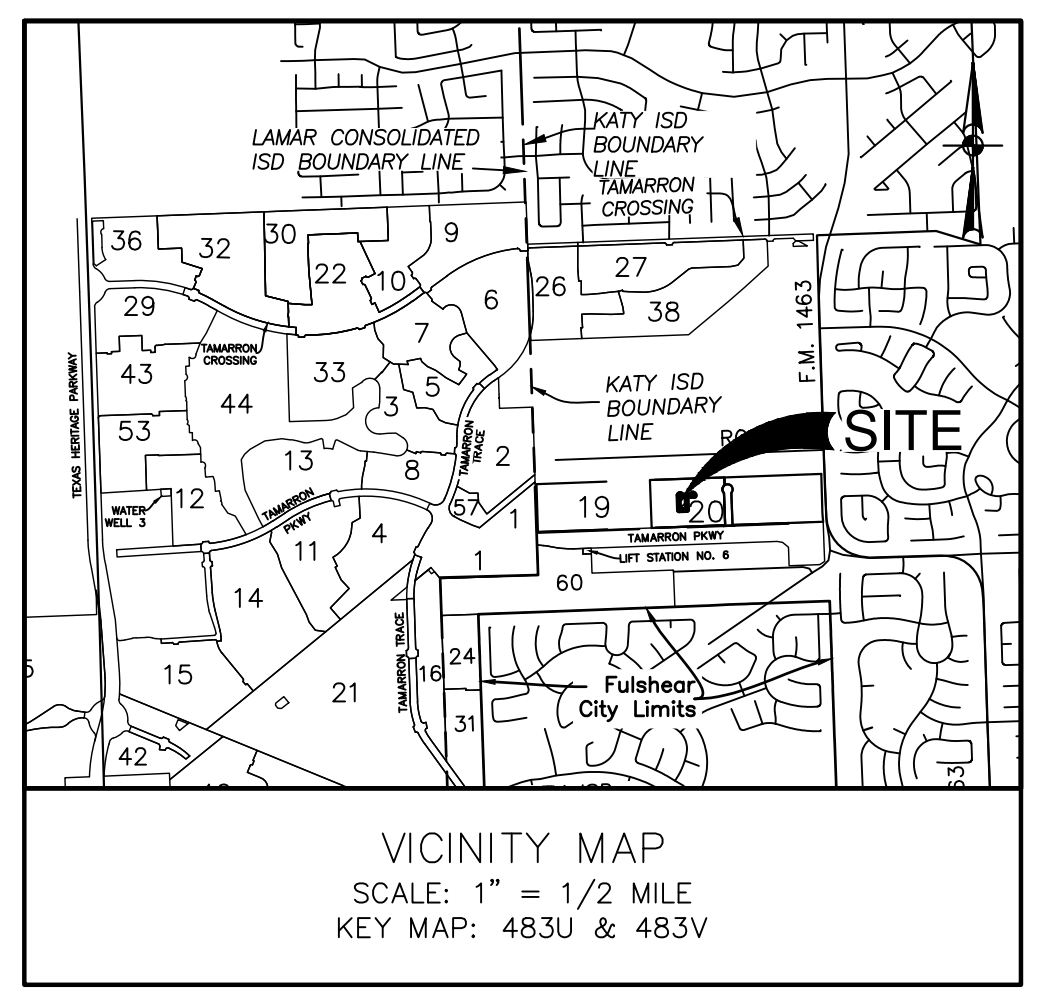 LAMAR CONSOLIDATED
ISD BOUNDARY LINE
KATY ISD
BOUNDARY
LINE
TAMARRON
CROSSING
36
32
30
22
10
9
6
26
27
38
29
7
TAMARRON
CROSSING
33
5
3
43
44
F.M. 1463
KATY ISD
BOUNDARY
LINE
SITE
53
13
8
2
TAMARRON
TRACE
TEXAS HERITAGE PARKWAY
12
WATER
WELL 3
TAMARRON
PKWY
57
1
19
20
TAMARRON PKWY
LIFT STATION NO. 6
11
4
1
60
14
15
21
TAMARRON TRACE
16
24
31
Fulshear
City Limits
42
VICINITY MAP
SCALE: 1" = 1/2 MILE
KEY MAP: 483U & 483V